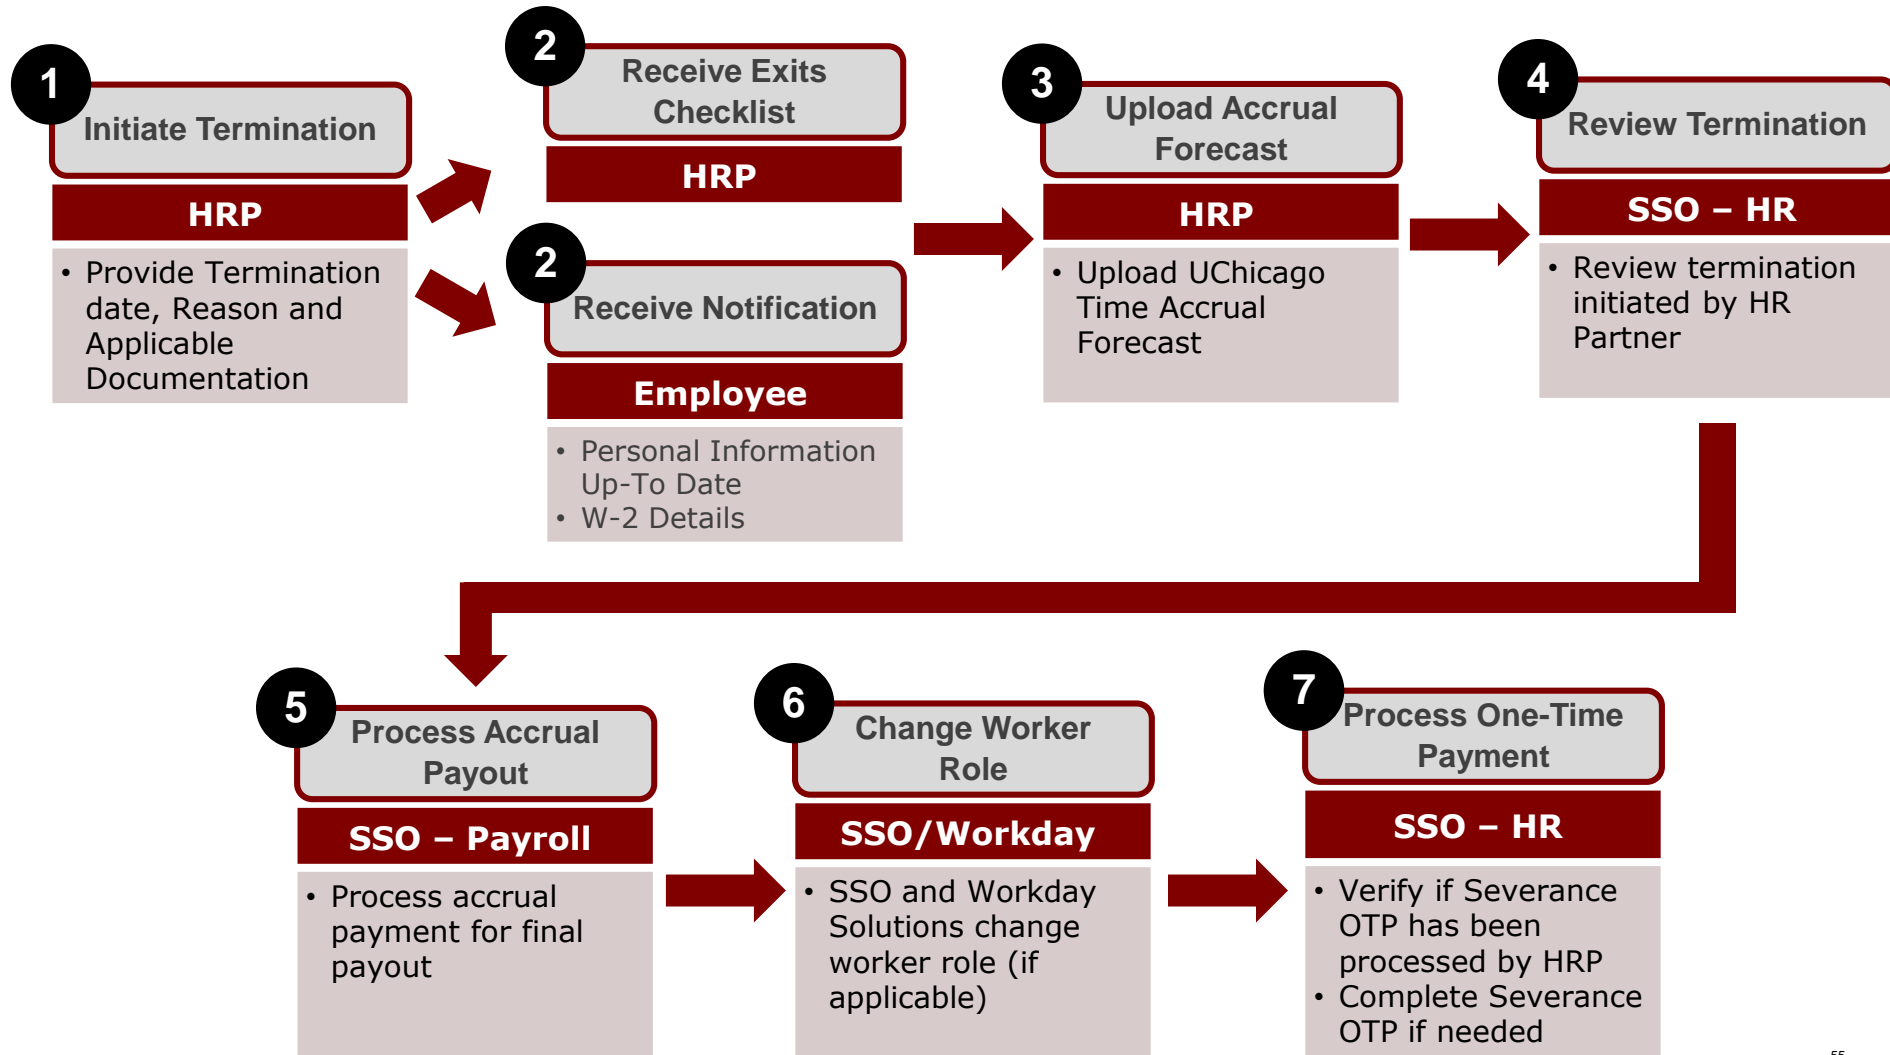 1
Initiate Termination
HRP
• Provide Termination
date, Reason and
Applicable
Documentation
2
Receive Exits
Checklist
HRP
2
Receive Notification
Employee
• Personal Information
Up-To Date
• W-2 Details
3
Upload Accrual
Forecast
HRP
• Upload UChicago
Time Accrual
Forecast
4
Review Termination
SSO – HR
• Review termination
initiated by HR
Partner
5
Process Accrual
Payout
SSO – Payroll
• Process accrual
payment for final
payout
6
Change Worker
Role
SSO/Workday
• SSO and Workday
Solutions change
worker role (if
applicable)
7
Process One-Time
Payment
SSO – HR
• Verify if Severance
OTP has been
processed by HRP
• Complete Severance
OTP if needed
55